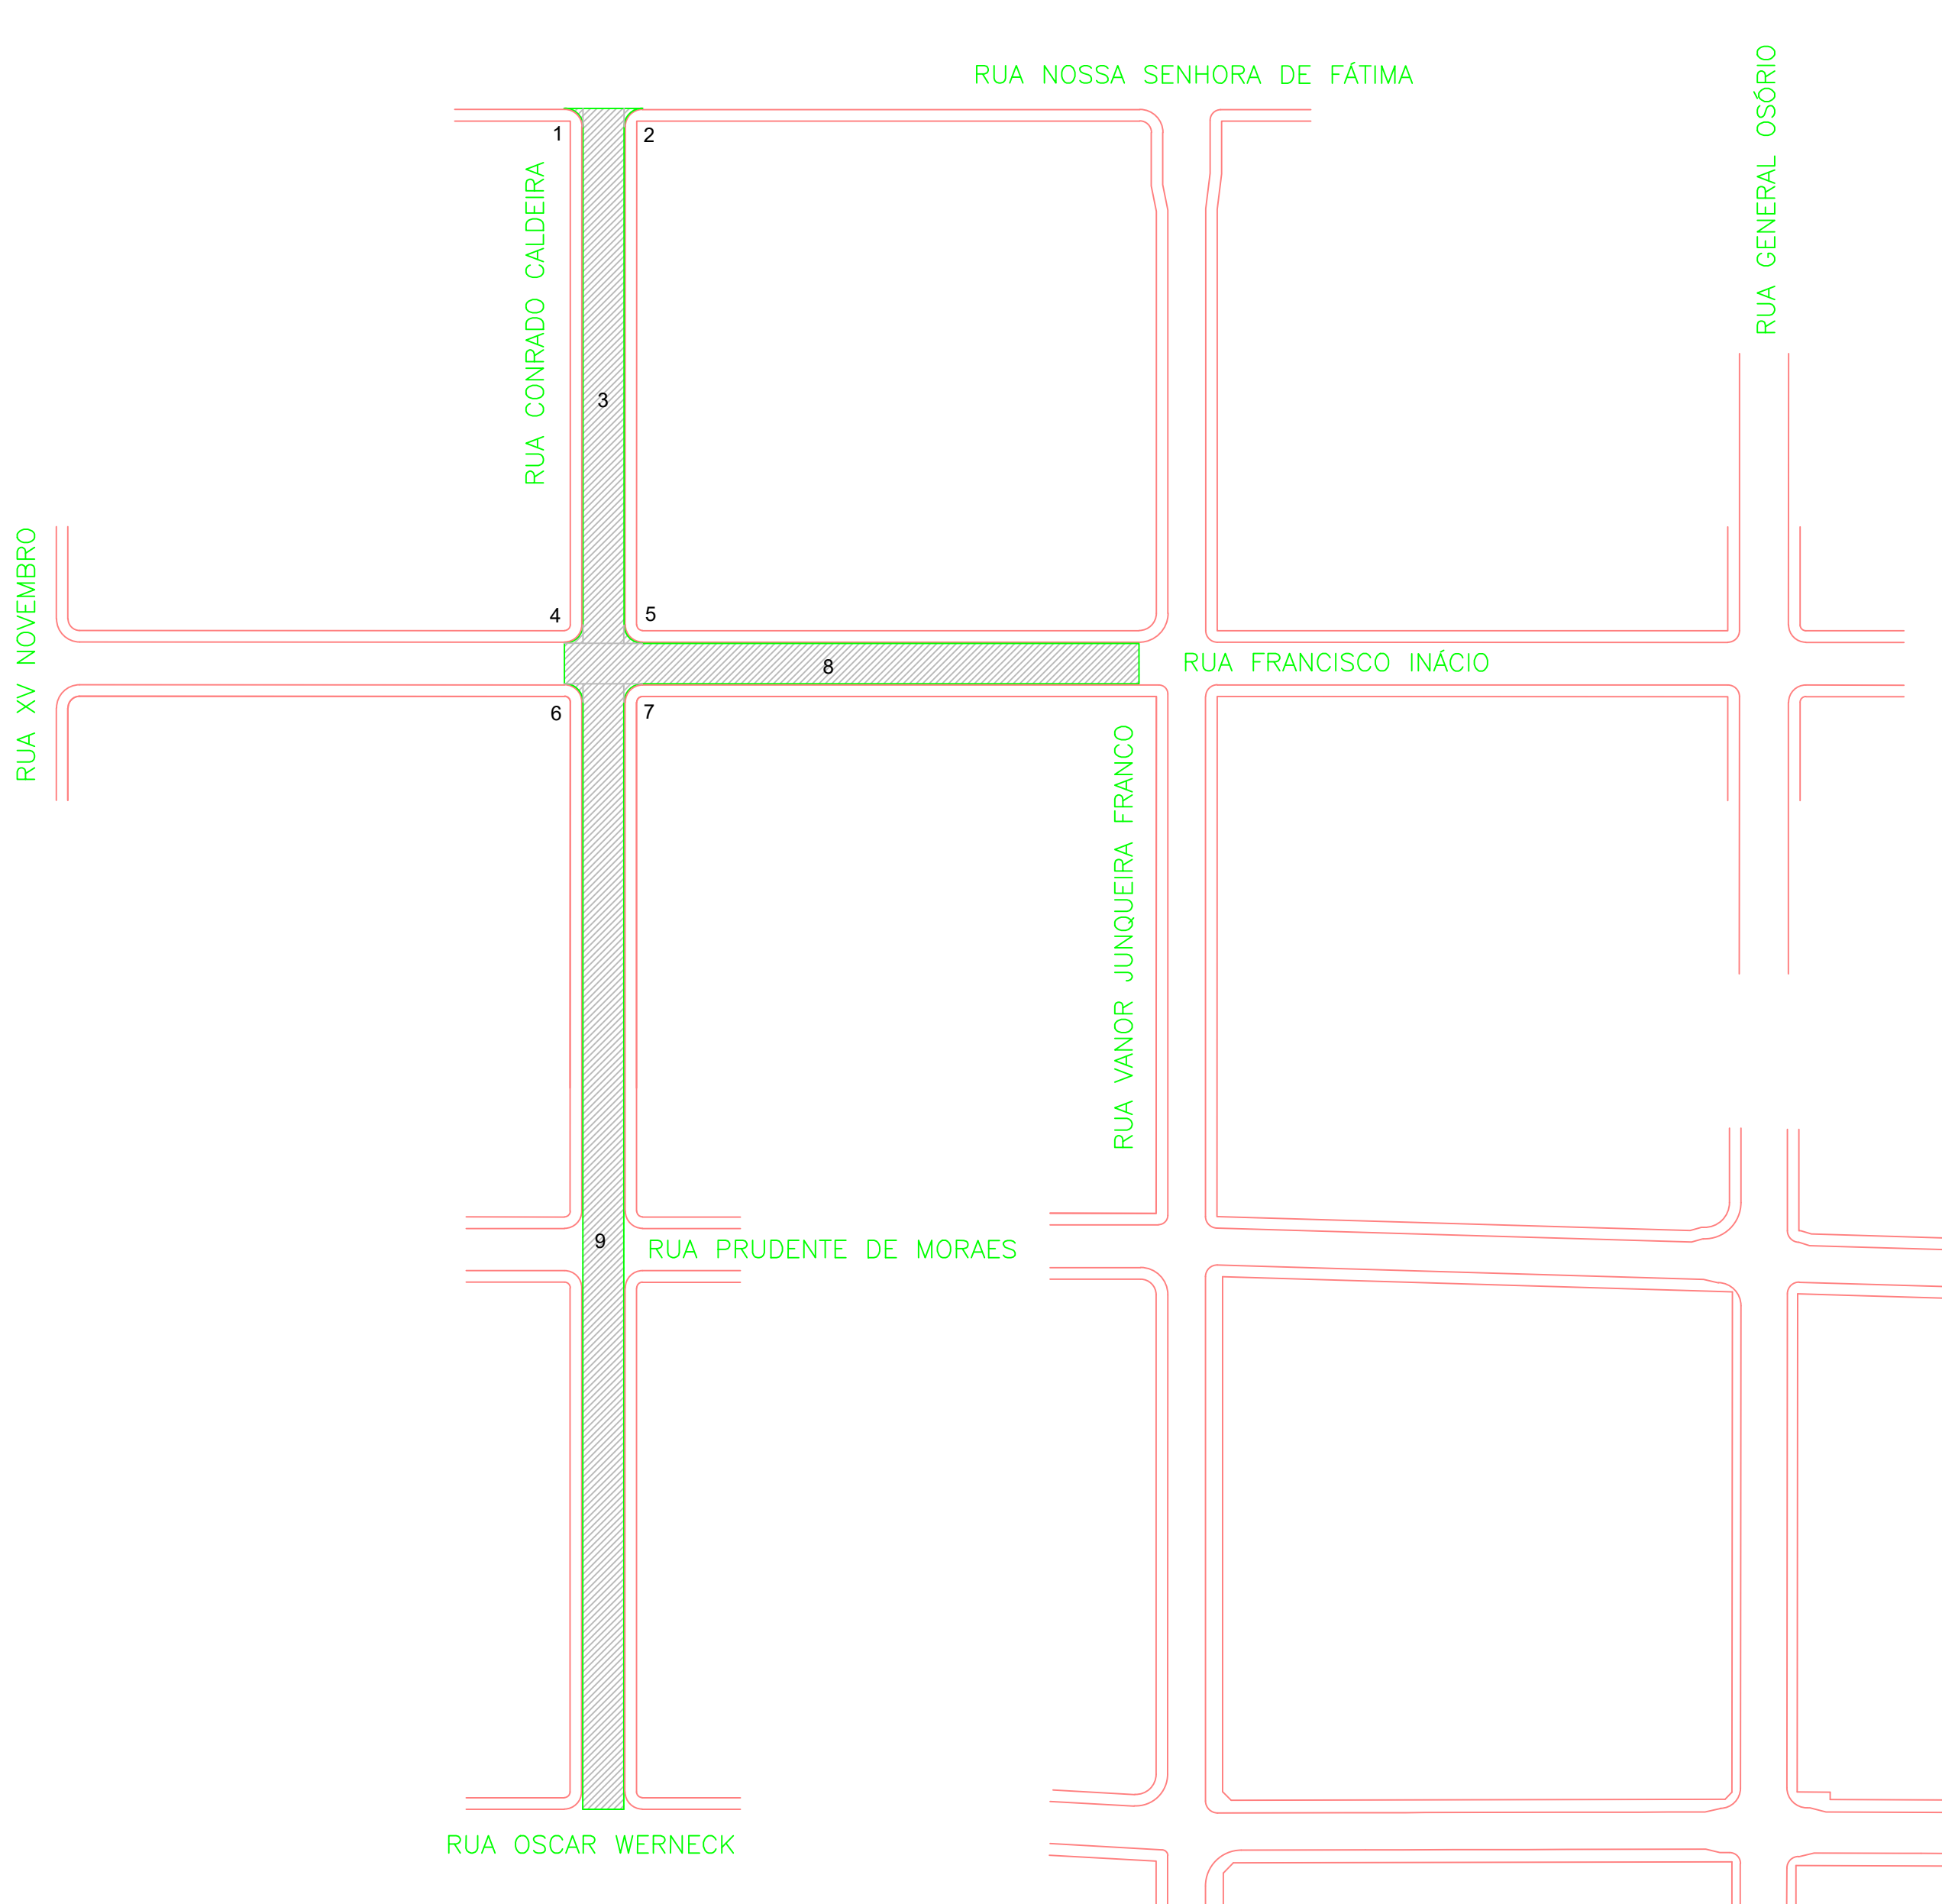 RUA NOSSA SENHORA DE FÁTIMA
RUA GENERAL OSÓRIO
1
2
RUA CONRADO CALDEIRA
3
RUA XV NOVEMBRO
4
5
8
RUA FRANCISCO INÁCIO
6
7
RUA VANOR JUNQUEIRA FRANCO
9
RUA PRUDENTE DE MORAES
RUA OSCAR WERNECK